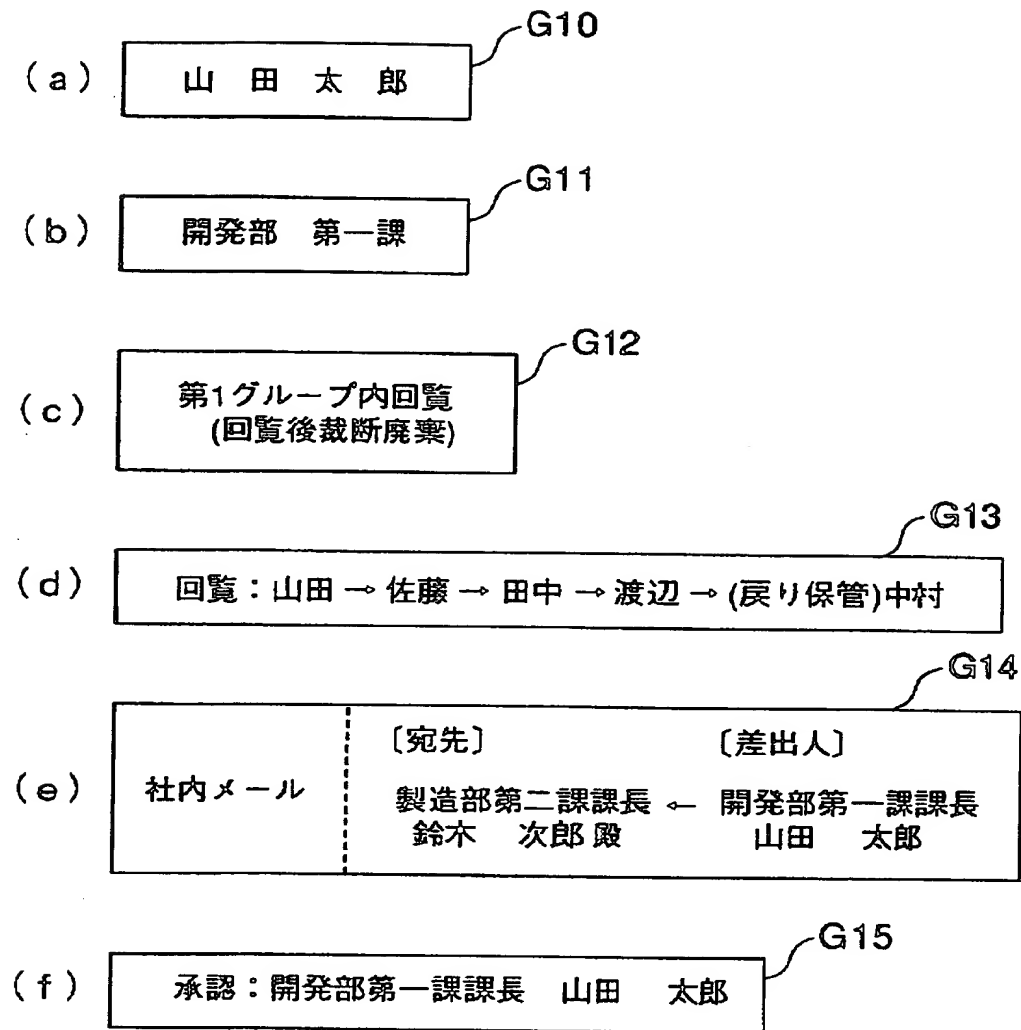 G10
(a) 山 田 太 郎
G11
(b) 開発部 第一課
G12
(c) 第1グループ内回覧
(回覧後裁断廃棄)
G13
(d) 回覧：山田 → 佐藤 → 田中 → 渡辺 → (戻り保管)中村
G14
(e) 社内メール
〔宛先〕 〔差出人〕
製造部第二課課長 ← 開発部第一課課長
鈴木 次郎 殿 山田 太郎
G15
(f) 承認：開発部第一課課長 山田 太郎